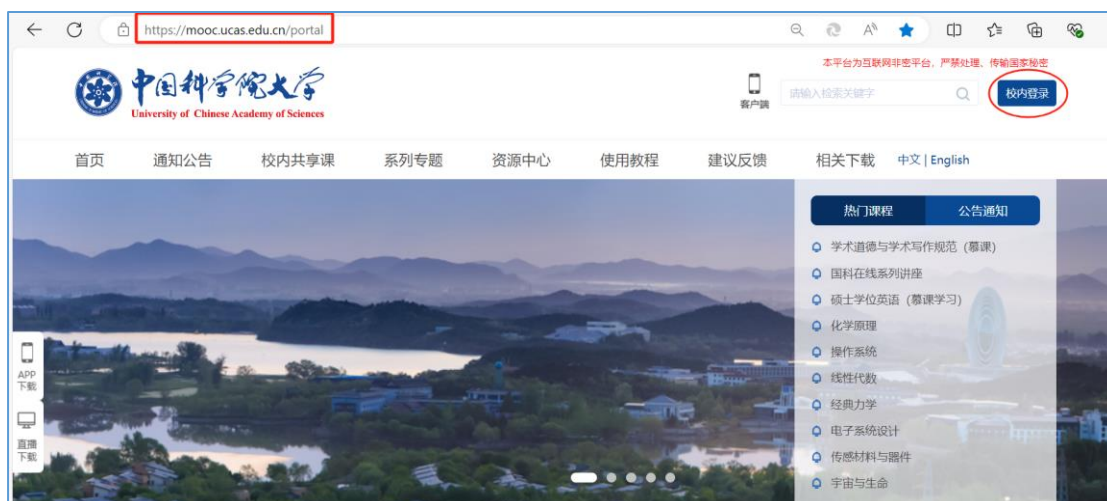 https://mooc.ucas.edu.cn/portal
本平台为互联网非密平台，严禁处理、传输国家秘密
中国科学院大学
University of Chinese Academy of Sciences
客户端
请输入检索关键字
校内登录
首页 通知公告 校内共享课 系列专题 资源中心 使用教程 建议反馈 相关下载 中文 | English
热门课程 公告通知
学术道德与学术写作规范（慕课）
国科在线系列讲座
硕士学位英语（慕课学习）
化学原理
操作系统
线性代数
经典力学
电子系统设计
传感材料与器件
宇宙与生命
APP
下载
直播
下载